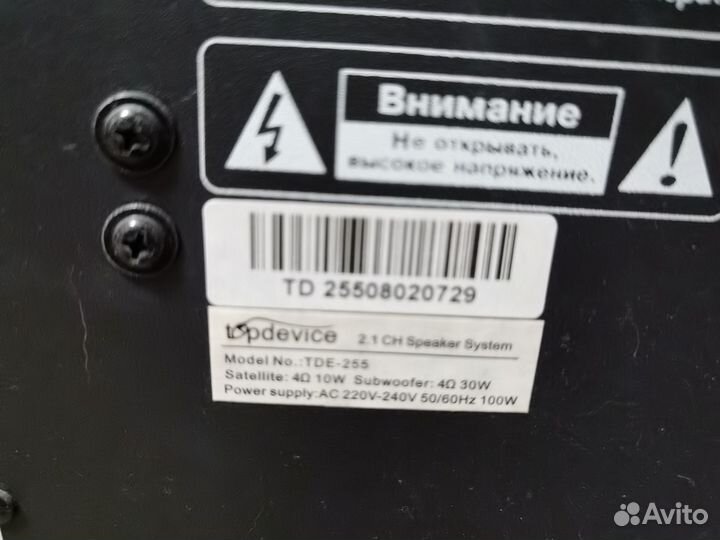 Внимание
Не открывать,
высокое напряжение.
TD 25508020729
topdevice 2.1 CH Speaker System
Model No.:TDE-255
Satellite: 4Ω 10W Subwoofer: 4Ω 30W
Power supply:AC 220V-240V 50/60Hz 100W
Avito